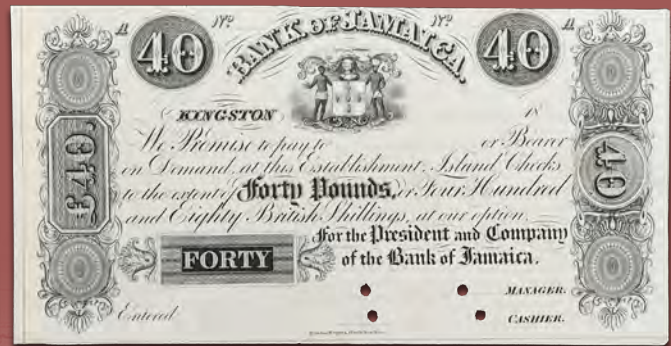 A Nº Nº A
40 BANK OF JAMAICA. 40
KINGSTON 18
We Promise to pay to or Bearer
on Demand, at this Establishment, Island Checks
to the extent of Forty Pounds, or Four Hundred
and Eighty British Shillings, at our option.
For the President and Company
FORTY of the Bank of Jamaica.
MANAGER.
Entered CASHIER.
£40.
40